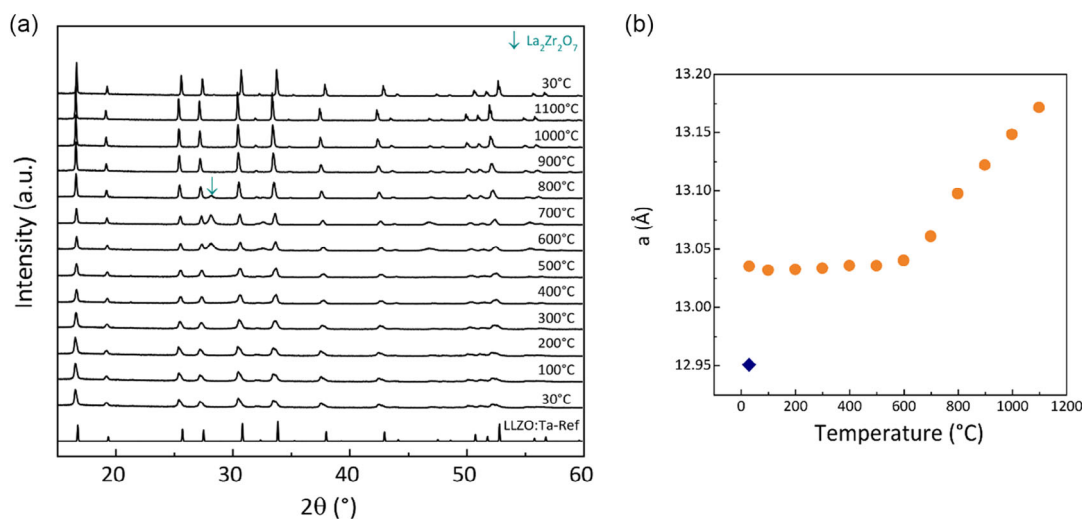 (a)
↓ La₂Zr₂O₇
30°C
1100°C
1000°C
900°C
800°C
700°C
600°C
500°C
400°C
300°C
200°C
100°C
30°C
LLZO:Ta-Ref
Intensity (a.u.)
20 30 40 50 60
2θ (°)
(b)
13.20
13.15
13.10
13.05
13.00
12.95
a (Å)
0 200 400 600 800 1000 1200
Temperature (°C)